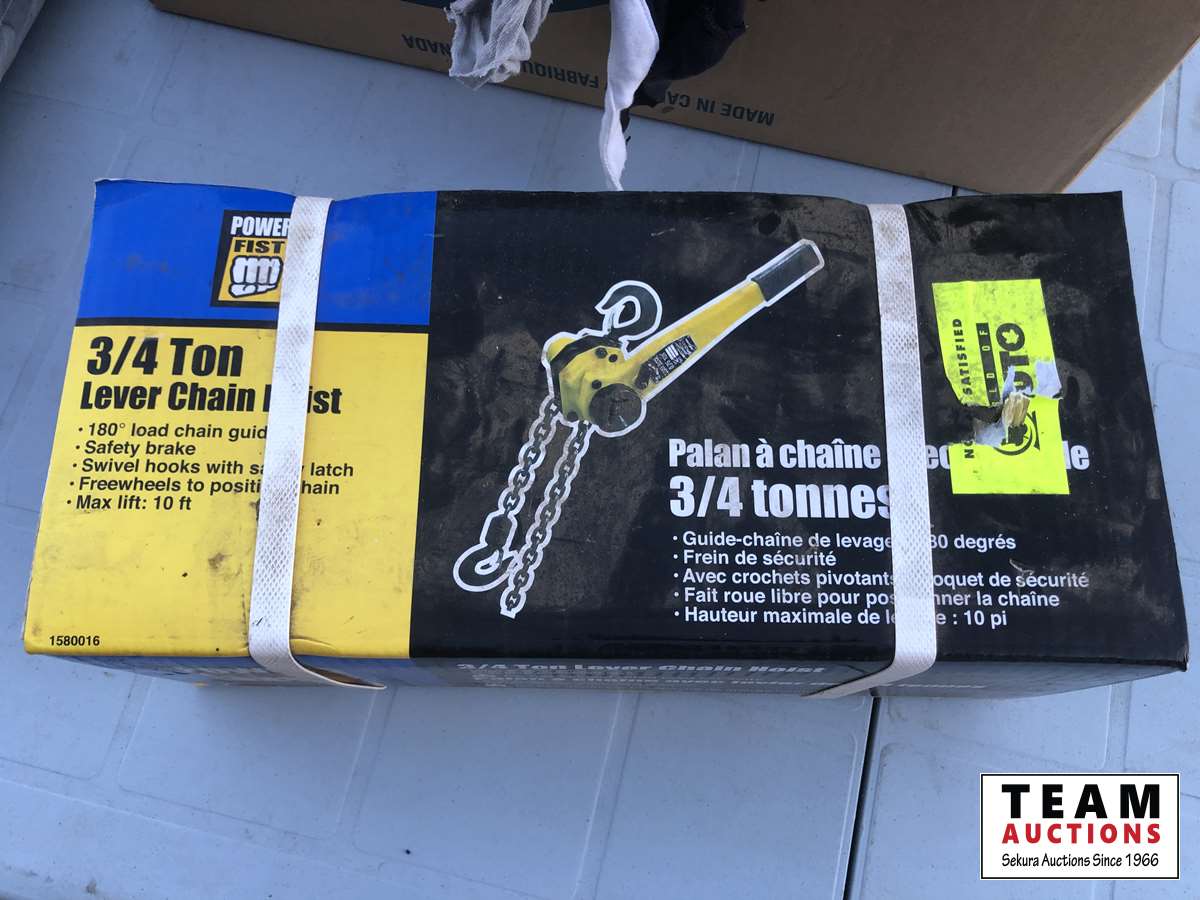 MADE IN CA
FABRIQU
NADA
POWER
FIST
3/4 Ton
Lever Chain H ist
• 180° load chain guid
• Safety brake
• Swivel hooks with sa y latch
• Freewheels to positi chain
• Max lift: 10 ft
1580016
Palan à chaîne
3/4 tonnes
• Guide-chaîne de levage 80 degrés
• Frein de sécurité
• Avec crochets pivotants oquet de sécurité
• Fait roue libre pour pos nner la chaîne
• Hauteur maximale de l e : 10 pi
SATISFIED
LD OF
3/4 Ton Lever Chain Hoist
TEAM
AUCTIONS
Sekura Auctions Since 1966